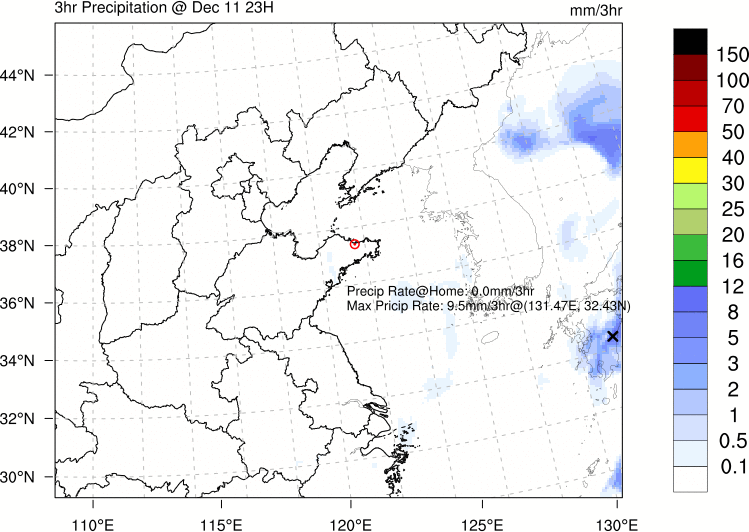 3hr Precipitation @ Dec 11 23H
mm/3hr
44°N
42°N
40°N
38°N
36°N
34°N
32°N
30°N
110°E
115°E
120°E
125°E
130°E
Precip Rate@Home: 0.0mm/3hr
Max Pricip Rate: 9.5mm/3hr@(131.47E, 32.43N)
150
100
70
50
40
30
25
20
16
12
8
5
3
2
1
0.5
0.1